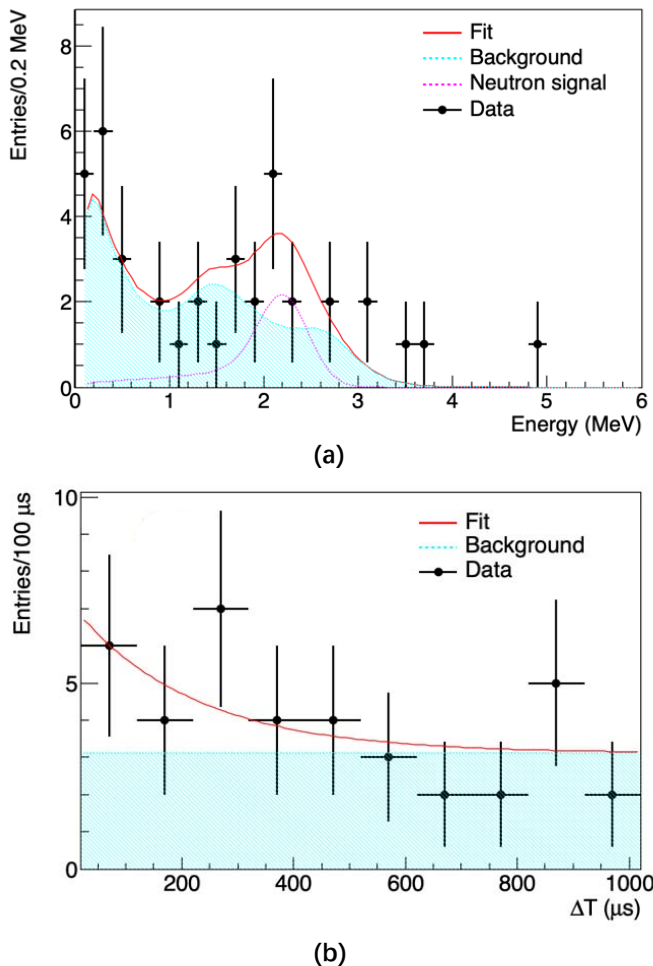 Entries/0.2 MeV
8
6
4
2
0
0
1
2
3
4
5
6
Energy (MeV)
Fit
Background
Neutron signal
Data
(a)
Entries/100 μs
10
5
0
200
400
600
800
1000
ΔT (μs)
Fit
Background
Data
(b)